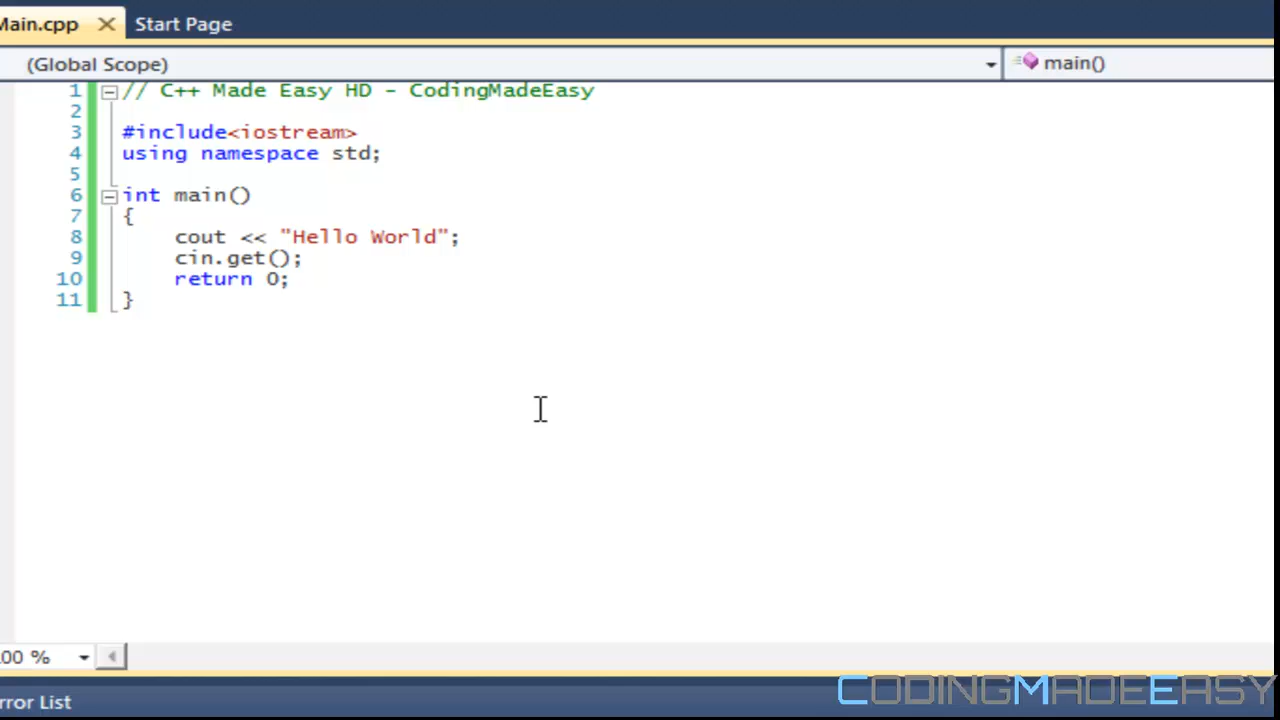 Main.cpp Start Page
(Global Scope) main()
1 // C++ Made Easy HD - CodingMadeEasy
2
3 #include<iostream>
4 using namespace std;
5
6 int main()
7 {
8 cout << "Hello World";
9 cin.get();
10 return 0;
11 }
00 %
rror List
CODINGMADEEASY